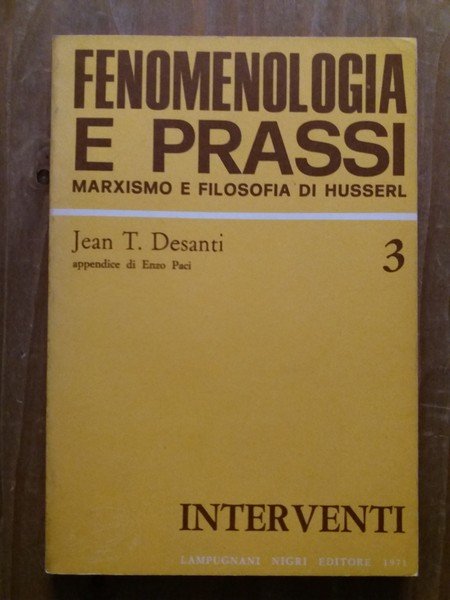 FENOMENOLOGIA
E PRASSI
MARXISMO E FILOSOFIA DI HUSSERL
Jean T. Desanti
appendice di Enzo Paci
3
INTERVENTI
LAMPUGNANI NIGRI EDITORE 1971